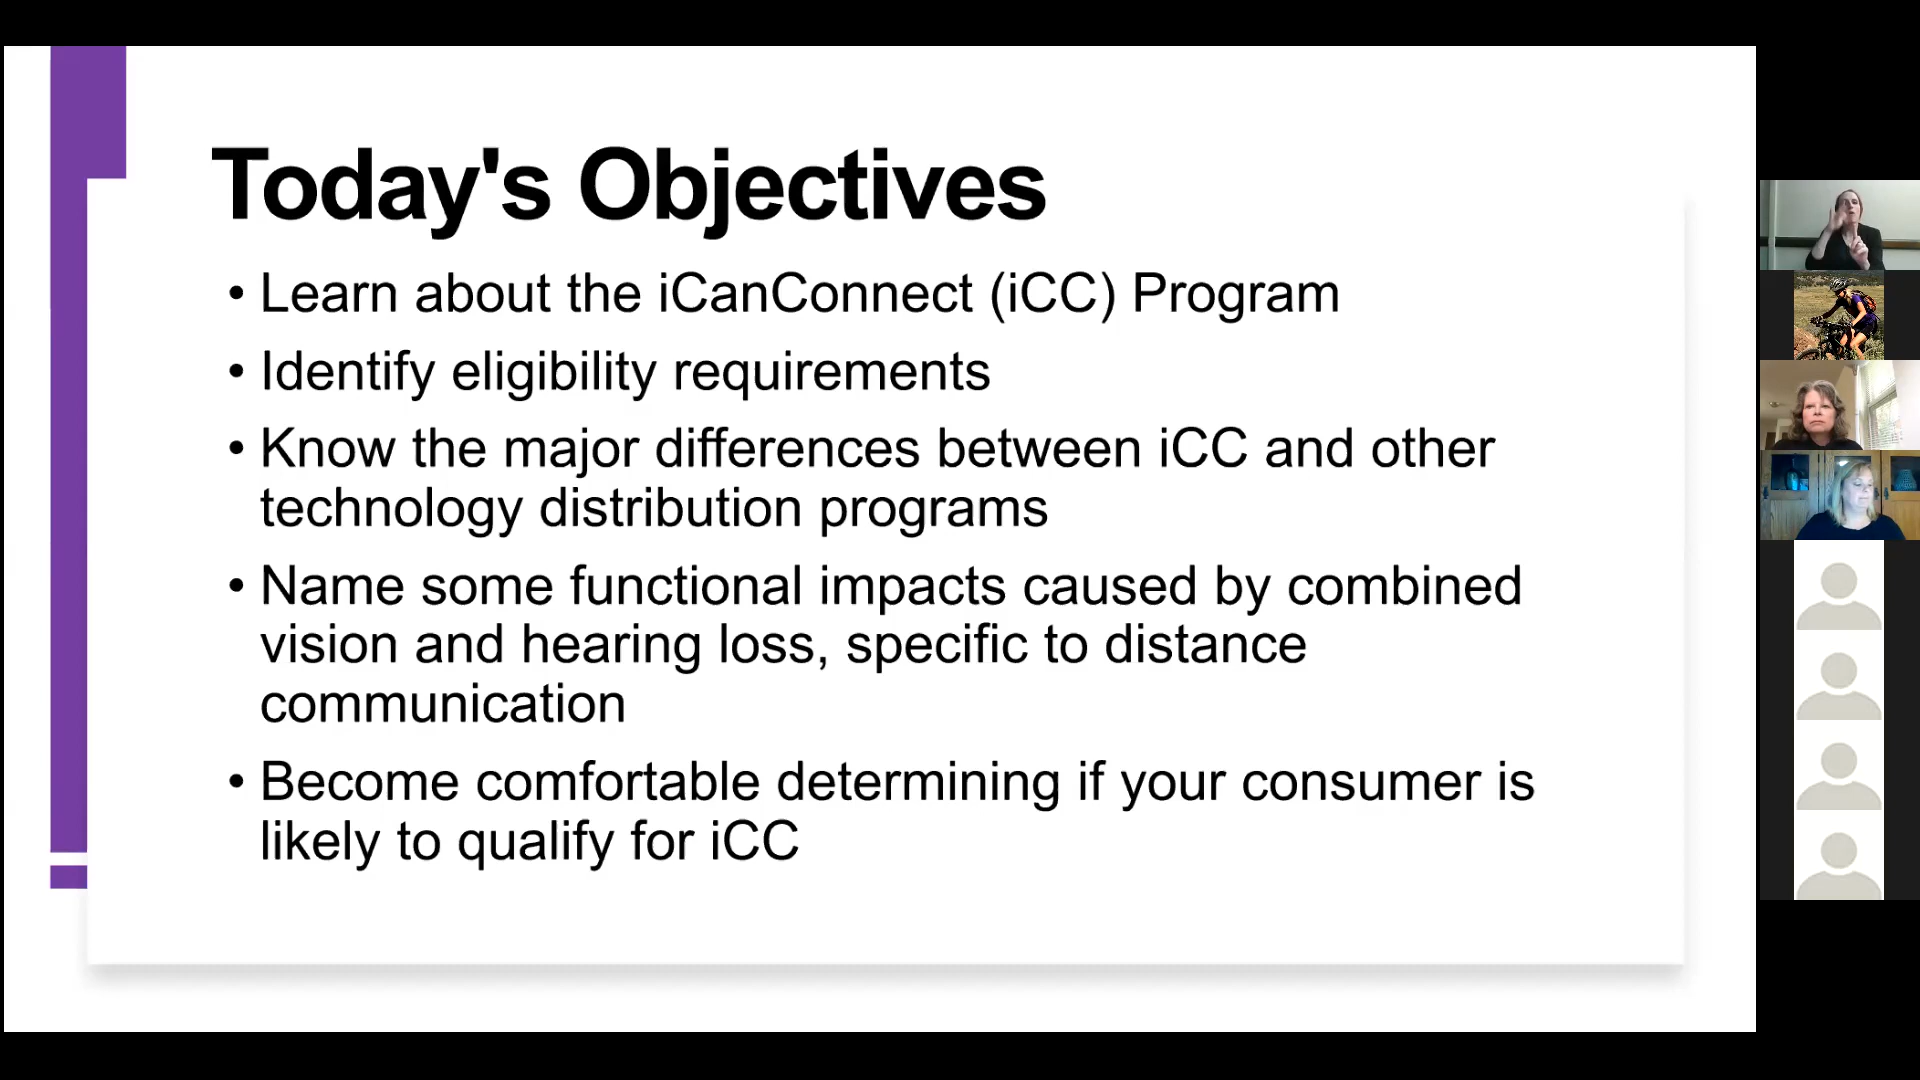 Today's Objectives
• Learn about the iCanConnect (iCC) Program
• Identify eligibility requirements
• Know the major differences between iCC and other
technology distribution programs
• Name some functional impacts caused by combined
vision and hearing loss, specific to distance
communication
• Become comfortable determining if your consumer is
likely to qualify for iCC